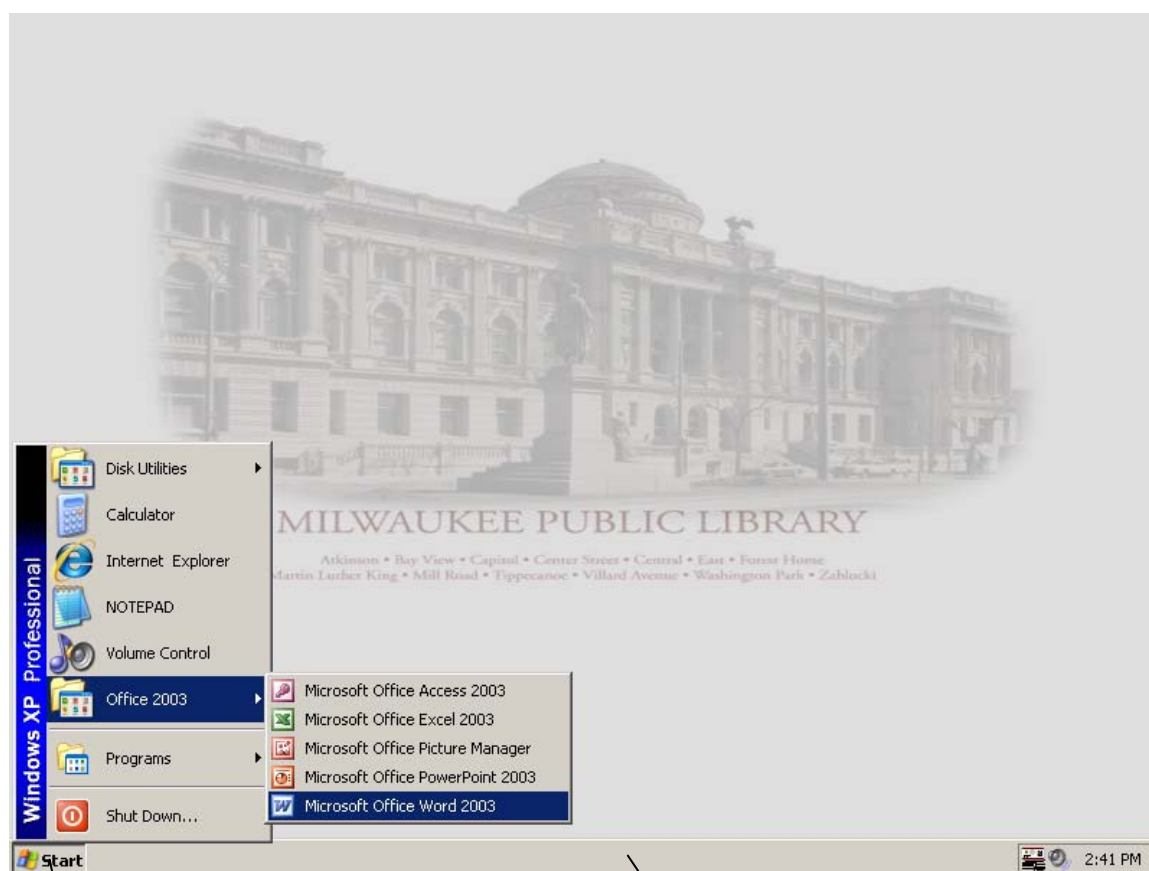 MILWAUKEE PUBLIC LIBRARY
Atkinson • Bay View • Capitol • Center Street • Central • East • Forest Home
Martin Luther King • Mill Road • Tippecanoe • Villard Avenue • Washington Park • Zablocki
Windows XP Professional
Disk Utilities
Calculator
Internet Explorer
NOTEPAD
Volume Control
Office 2003
Programs
Shut Down...
Microsoft Office Access 2003
Microsoft Office Excel 2003
Microsoft Office Picture Manager
Microsoft Office PowerPoint 2003
Microsoft Office Word 2003
Start
2:41 PM